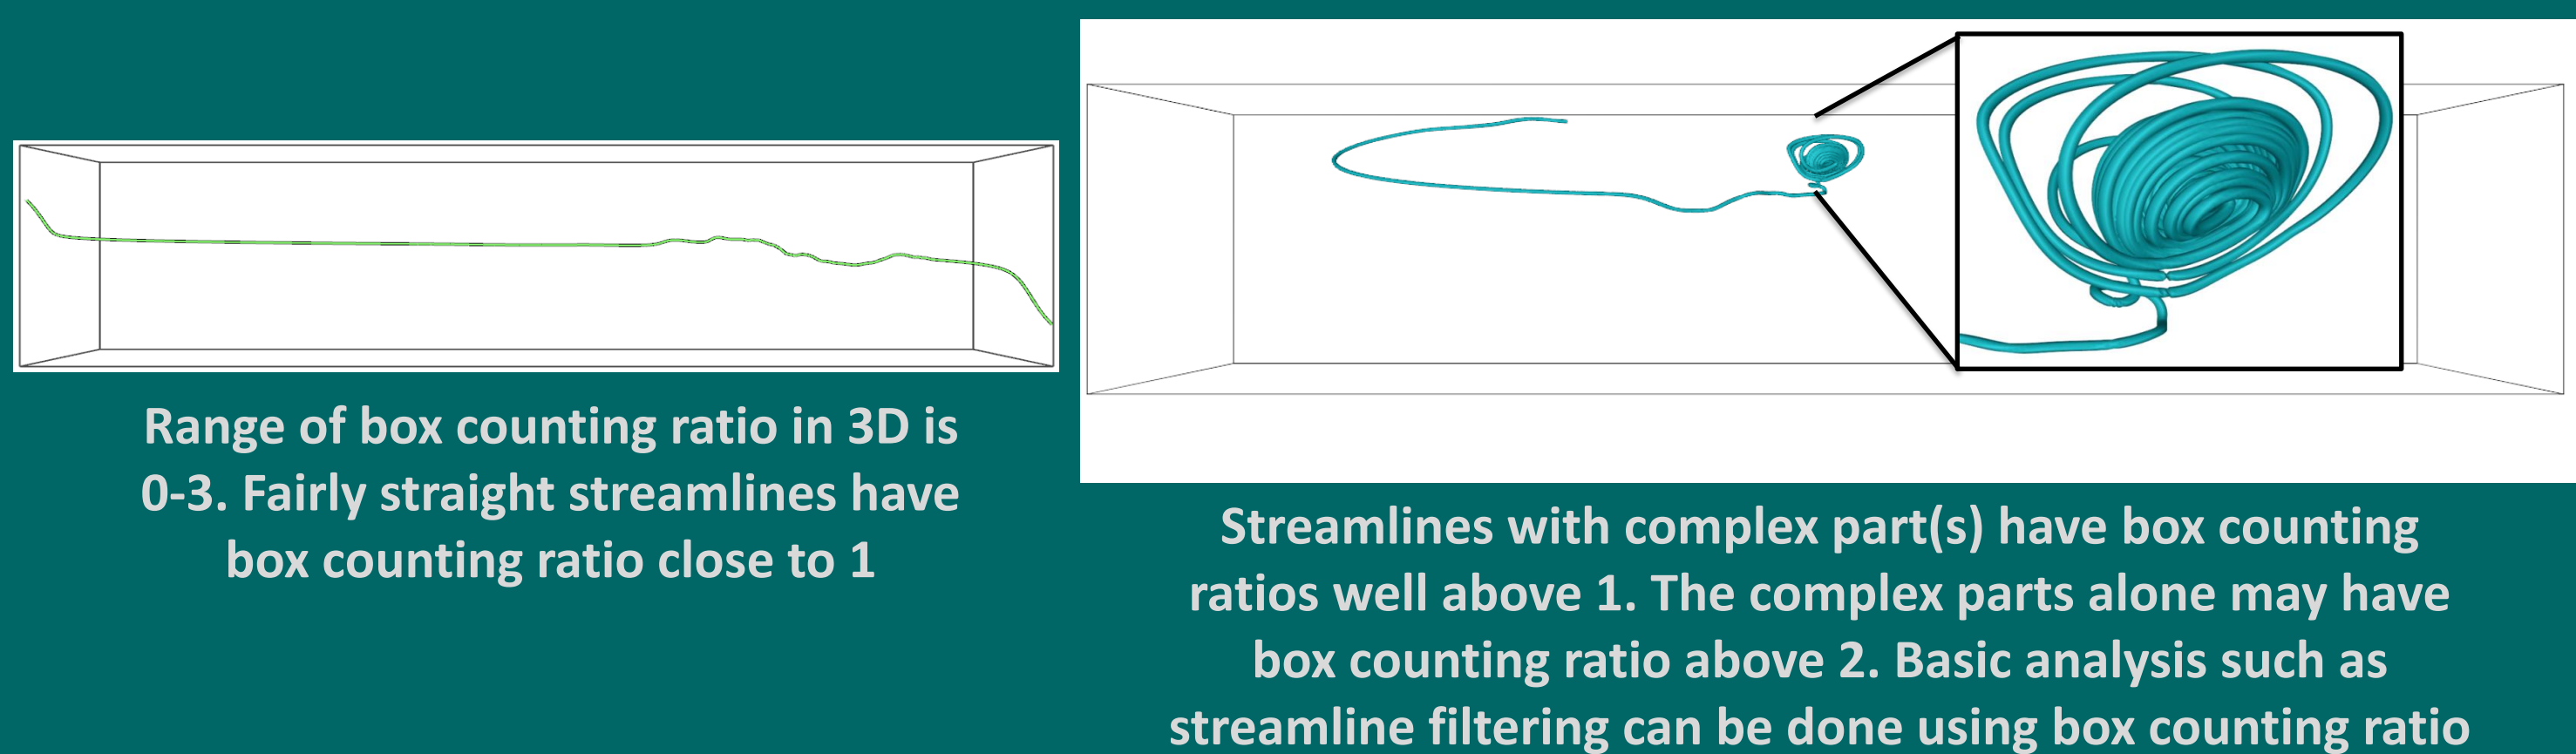 Range of box counting ratio in 3D is
0-3. Fairly straight streamlines have
box counting ratio close to 1
Streamlines with complex part(s) have box counting
ratios well above 1. The complex parts alone may have
box counting ratio above 2. Basic analysis such as
streamline filtering can be done using box counting ratio